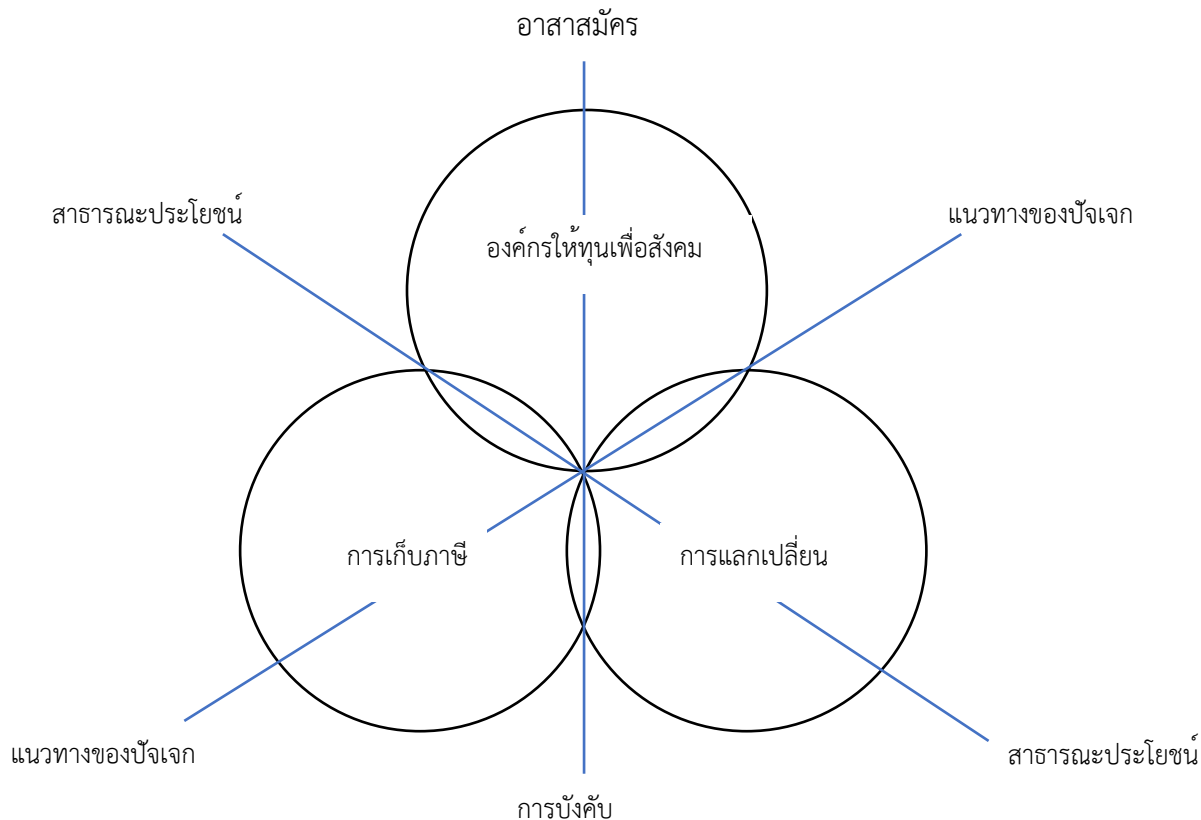 อาสาสมัคร
สาธารณะประโยชน์
แนวทางของปัจเจก
องค์กรให้ทุนเพื่อสังคม
การเก็บภาษี
การแลกเปลี่ยน
แนวทางของปัจเจก
สาธารณะประโยชน์
การบังคับ